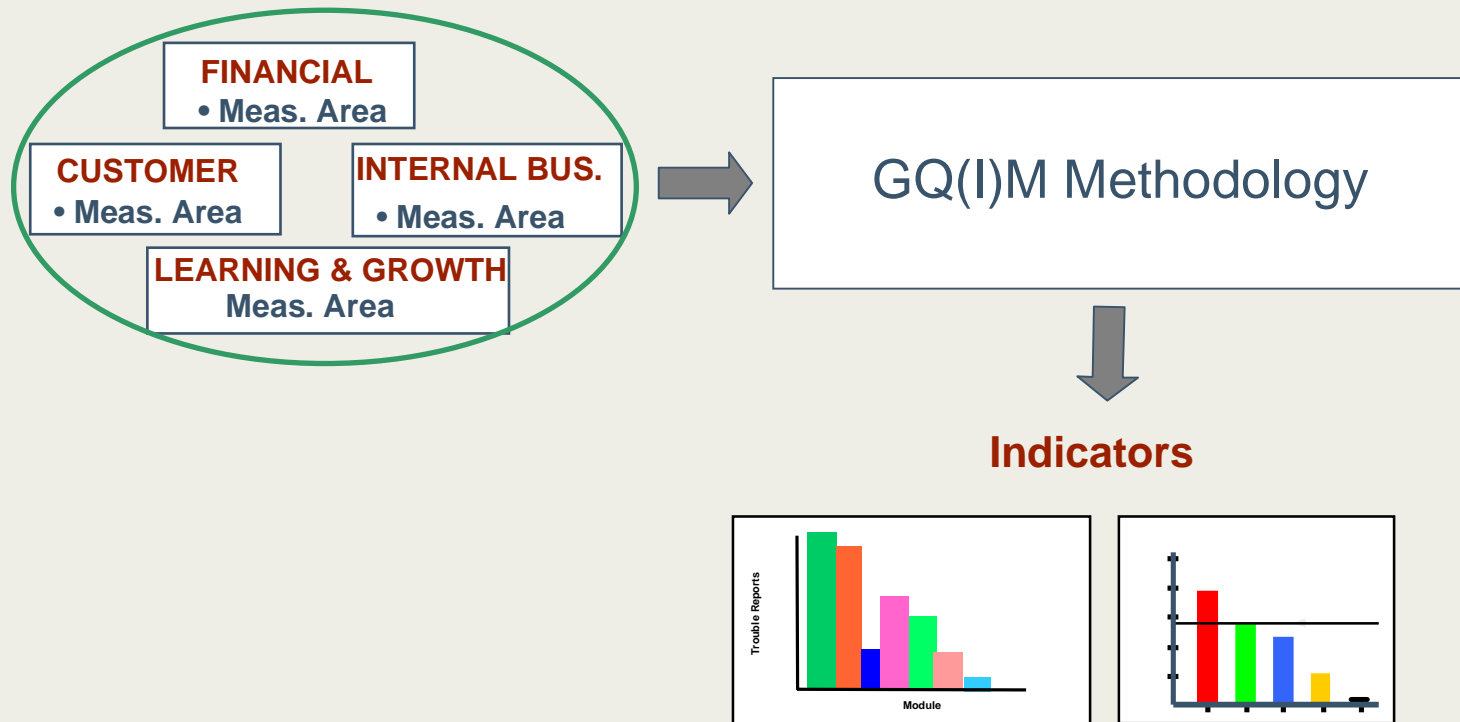 FINANCIAL
• Meas. Area
CUSTOMER
• Meas. Area
INTERNAL BUS.
• Meas. Area
LEARNING & GROWTH
Meas. Area
GQ(I)M Methodology
Indicators
Trouble Reports
Module